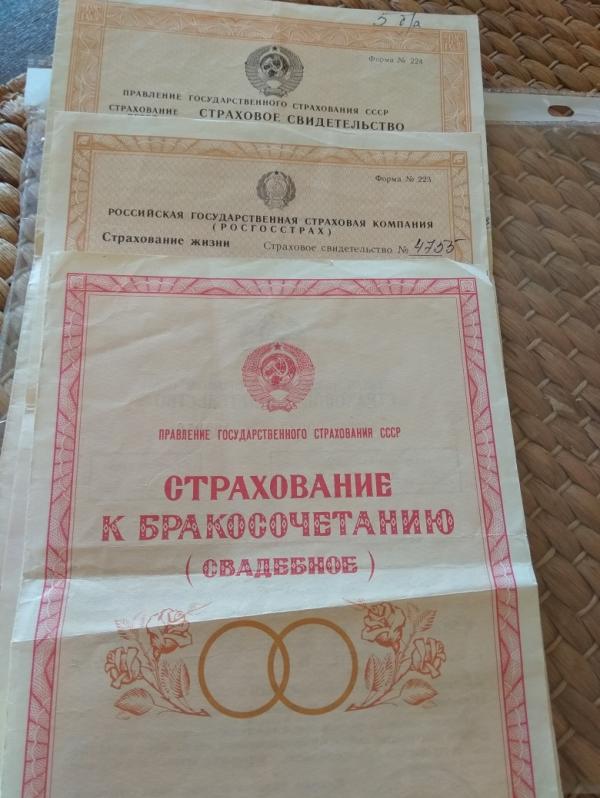 5 б/а
Форма № 224
ПРАВЛЕНИЕ ГОСУДАРСТВЕННОГО СТРАХОВАНИЯ СССР
СТРАХОВАНИЕ СТРАХОВОЕ СВИДЕТЕЛЬСТВО
Форма № 223
РОССИЙСКАЯ ГОСУДАРСТВЕННАЯ СТРАХОВАЯ КОМПАНИЯ
(РОСГОССТРАХ)
Страхование жизни Страховое свидетельство № 4755
ПРАВЛЕНИЕ ГОСУДАРСТВЕННОГО СТРАХОВАНИЯ СССР
СТРАХОВАНИЕ
К БРАКОСОЧЕТАНИЮ
(СВАДЕБНОЕ)